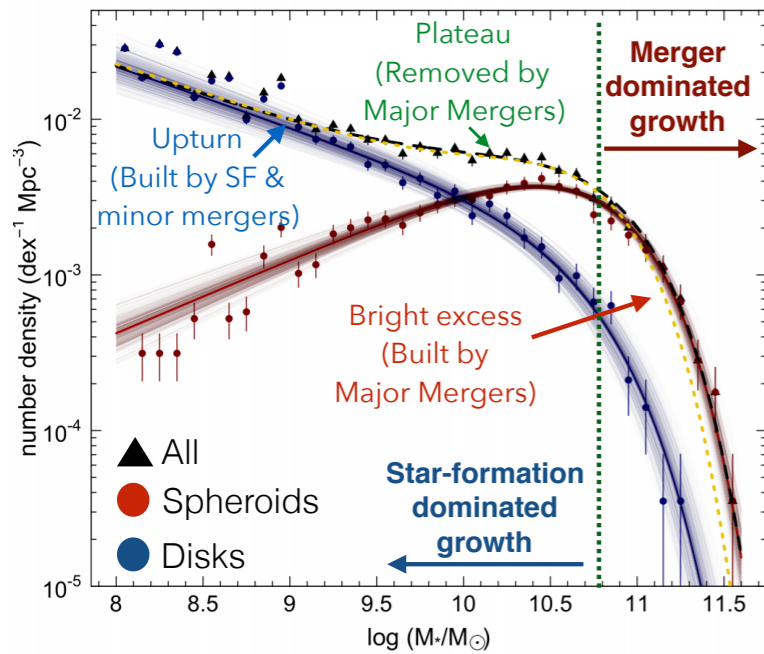 Plateau
(Removed by
Major Mergers)
Merger
dominated
growth
Upturn
(Built by SF &
minor mergers)
Bright excess
(Built by
Major Mergers)
Star-formation
dominated
growth
All
Spheroids
Disks
number density (dex⁻¹ Mpc⁻³)
10⁻²
10⁻³
10⁻⁴
10⁻⁵
8 8.5 9 9.5 10 10.5 11 11.5
log (M*/M⊙)